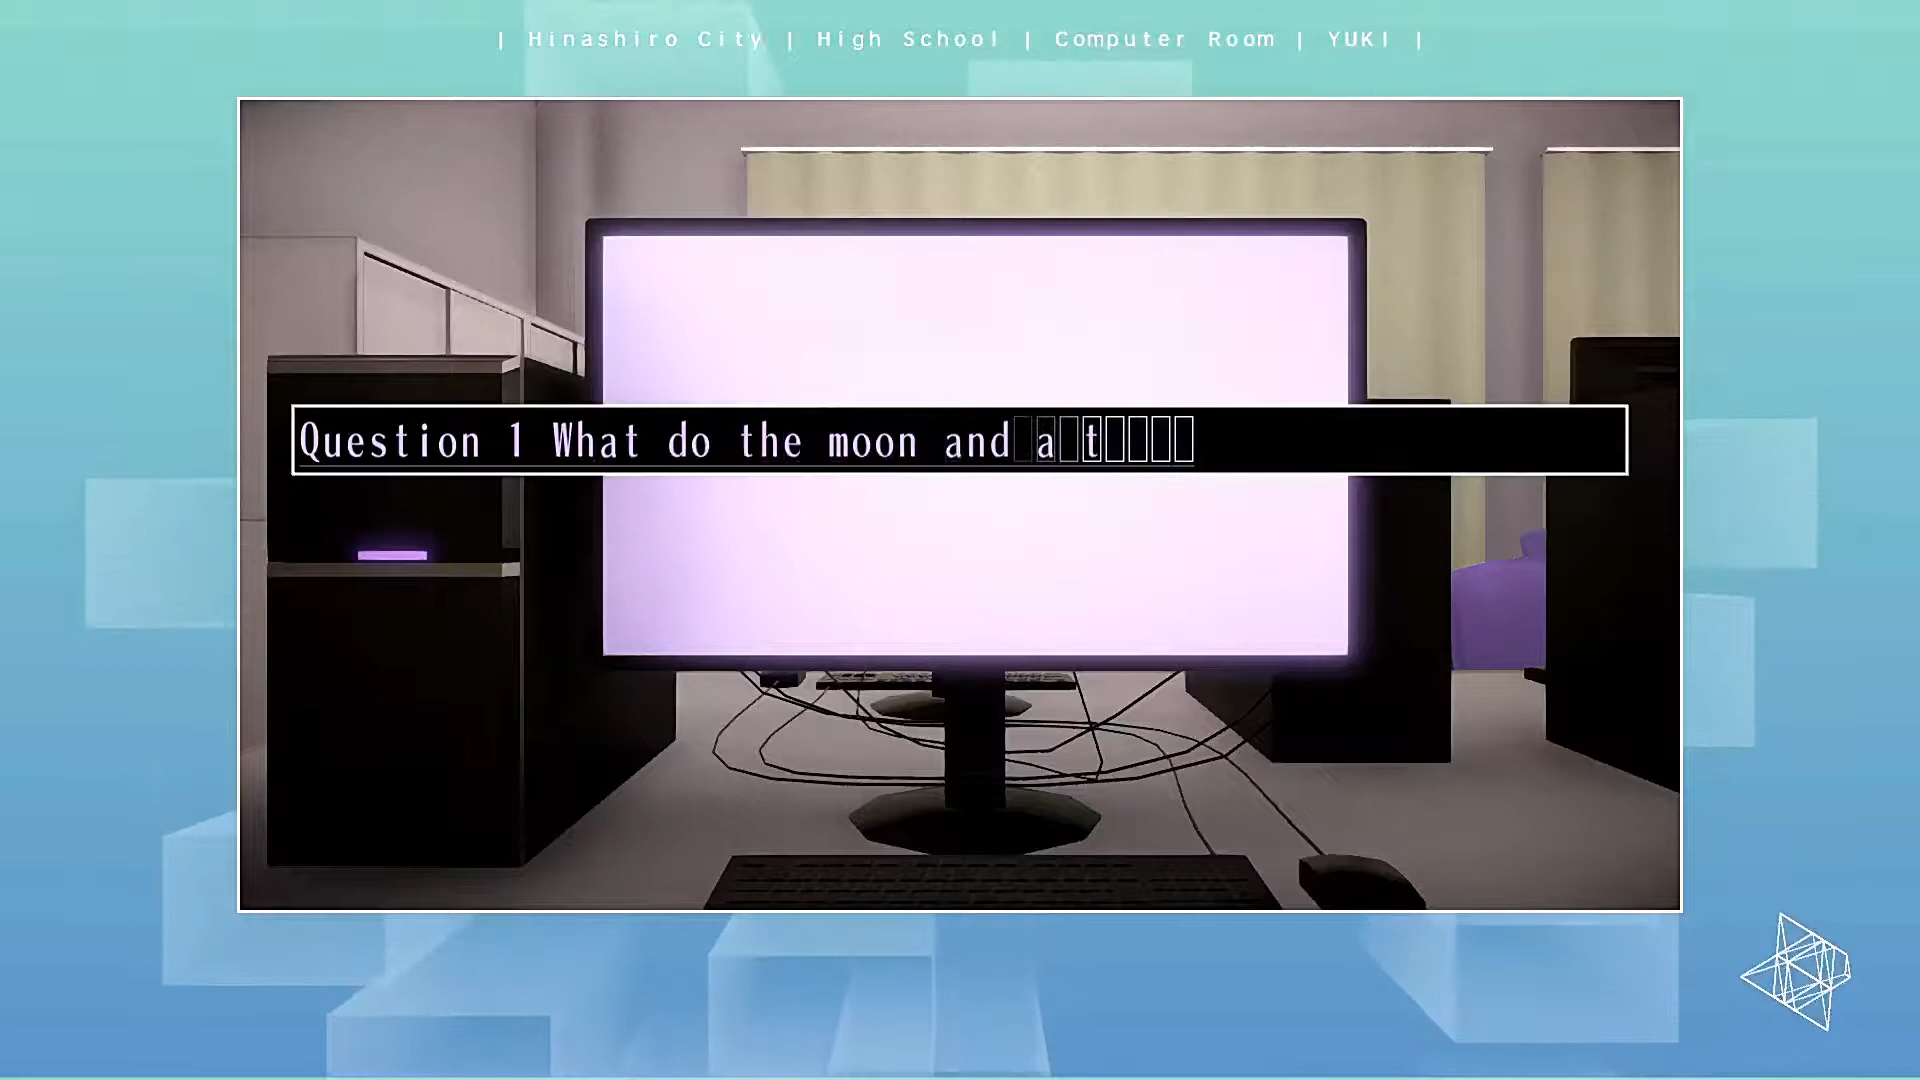 | Hinashiro City | High School | Computer Room | YUKI |
Question 1 What do the moon and a t